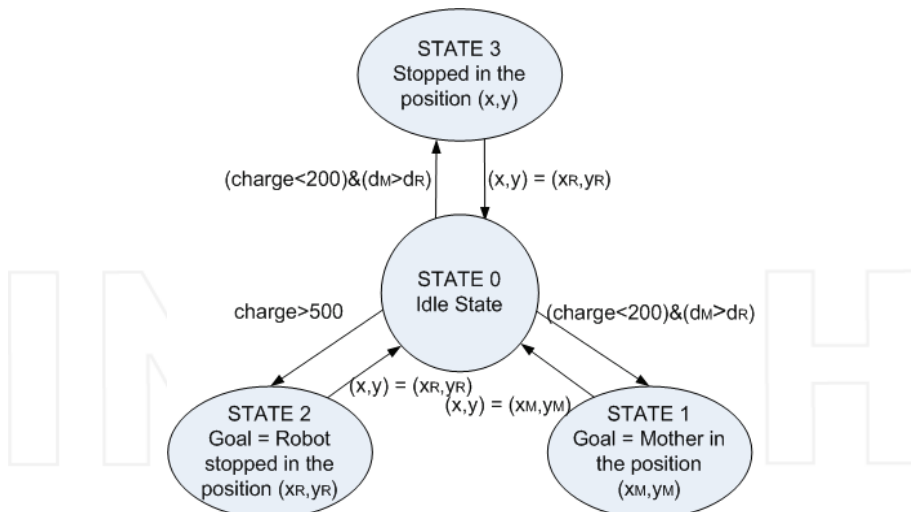 STATE 3
Stopped in the
position (x,y)
(charge<200)&(dM>dR)
(x,y) = (xR,yR)
STATE 0
Idle State
charge>500
(charge<200)&(dM>dR)
(x,y) = (xR,yR)
(x,y) = (xM,yM)
STATE 2
Goal = Robot
stopped in the
position (xR,yR)
STATE 1
Goal = Mother in
the position
(xM,yM)